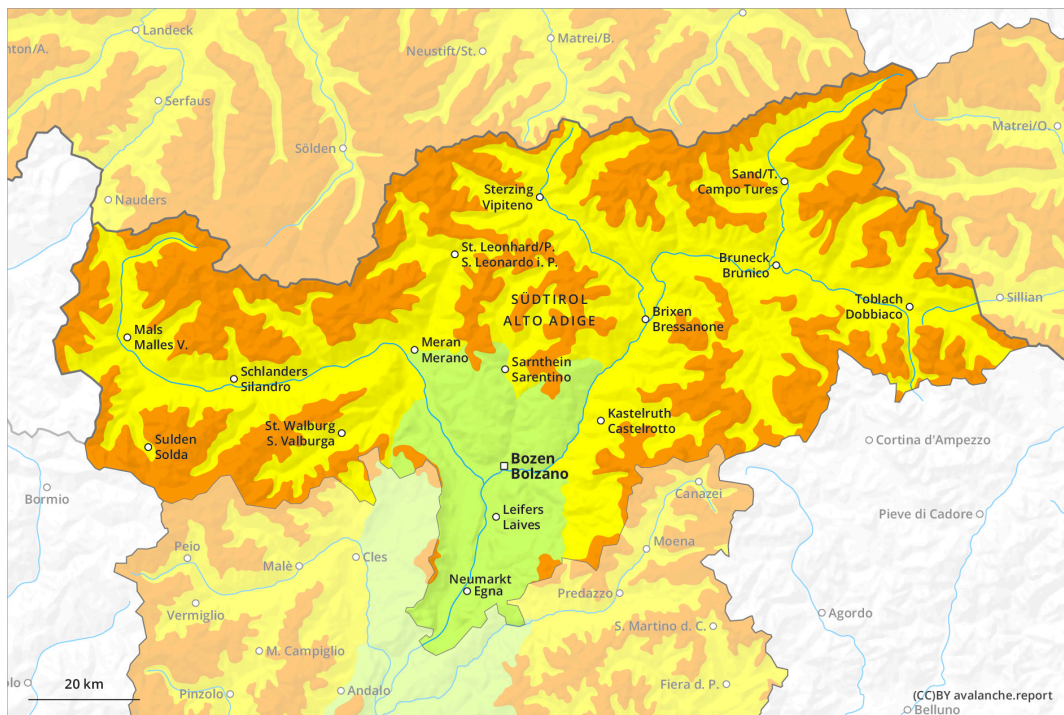 Landeck
Matrei/B.
nton/A.
Neustift/St.
Serfaus
Matrei/O.
Sölden
Sand/T.
Campo Tures
Sterzing
Vipiteno
Nauders
St. Leonhard/P.
S. Leonardo i. P.
Bruneck
Brunico
SÜDTIROL
ALTO ADIGE
Toblach
Dobbiaco
Sillian
Brixen
Bressanone
Mals
Malles V.
Meran
Merano
Sarnthein
Sarentino
Schlanders
Silandro
Kastelruth
Castelrotto
St. Walburg
S. Valburga
Sulden
Solda
Cortina d'Ampezzo
Bozen
Bolzano
Bormio
Canazei
Leifers
Laives
Pieve di Cadore
Moena
Peio
Cles
Malè
Neumarkt
Egna
Predazzo
Vermiglio
Agordo
S. Martino d. C.
M. Campiglio
20 km
olo
Pinzolo
Andalo
Fiera d. P.
(CC)BY avalanche.report
Belluno